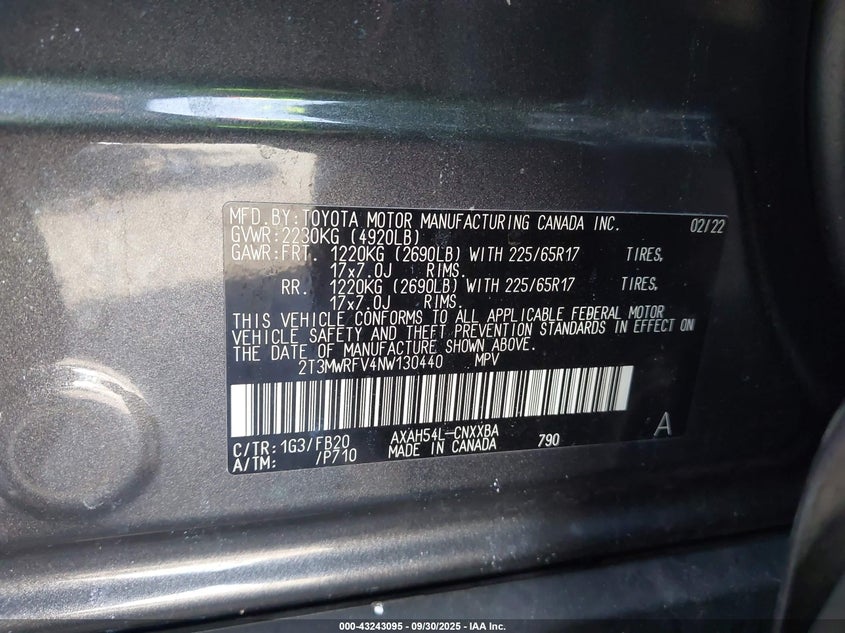 MFD.BY:TOYOTA MOTOR MANUFACTURING CANADA INC. 02/22
GVWR:2230KG (4920LB)
GAWR:FRT. 1220KG (2690LB) WITH 225/65R17 TIRES,
17x7.0J RIMS.
RR. 1220KG (2690LB) WITH 225/65R17 TIRES,
17x7.0J RIMS.
THIS VEHICLE CONFORMS TO ALL APPLICABLE FEDERAL MOTOR
VEHICLE SAFETY AND THEFT PREVENTION STANDARDS IN EFFECT ON
THE DATE OF MANUFACTURE SHOWN ABOVE.
2T3MWRFV4NW130440 MPV
C/TR:1G3/FB20 AXAH54L-CNXXBA A
A/TM: /P710 MADE IN CANADA 790
000-43243095 - 09/30/2025 - IAA Inc.